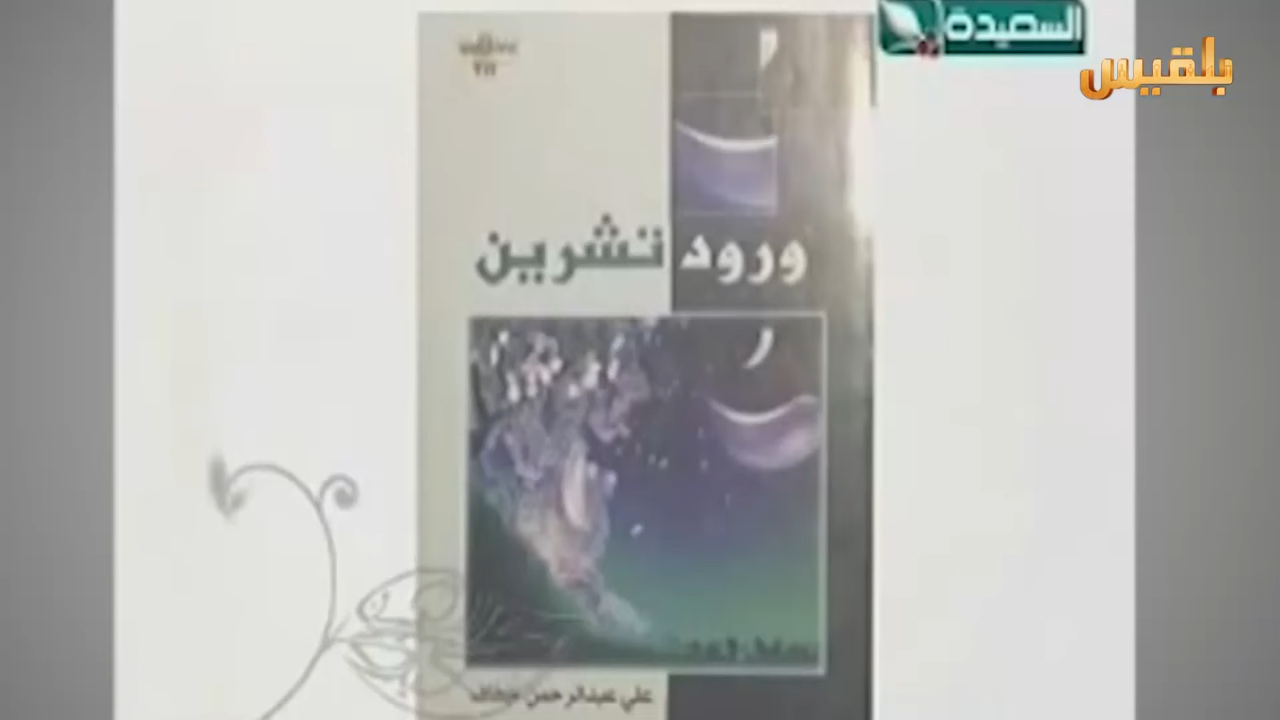 السعيدة
بلقيس
ورود تشرين
علي عبدالرحمن جحاف